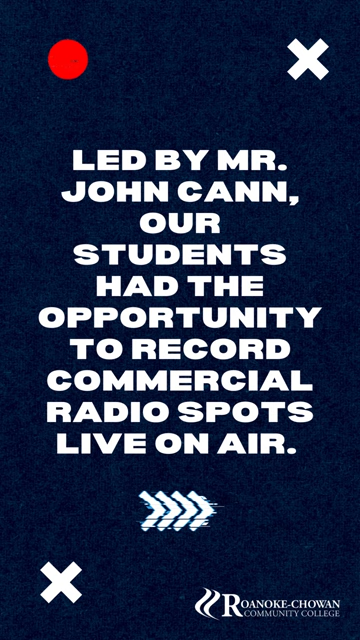 LED BY MR.
JOHN CANN,
OUR
STUDENTS
HAD THE
OPPORTUNITY
TO RECORD
COMMERCIAL
RADIO SPOTS
LIVE ON AIR.
ROANOKE-CHOWAN
COMMUNITY COLLEGE